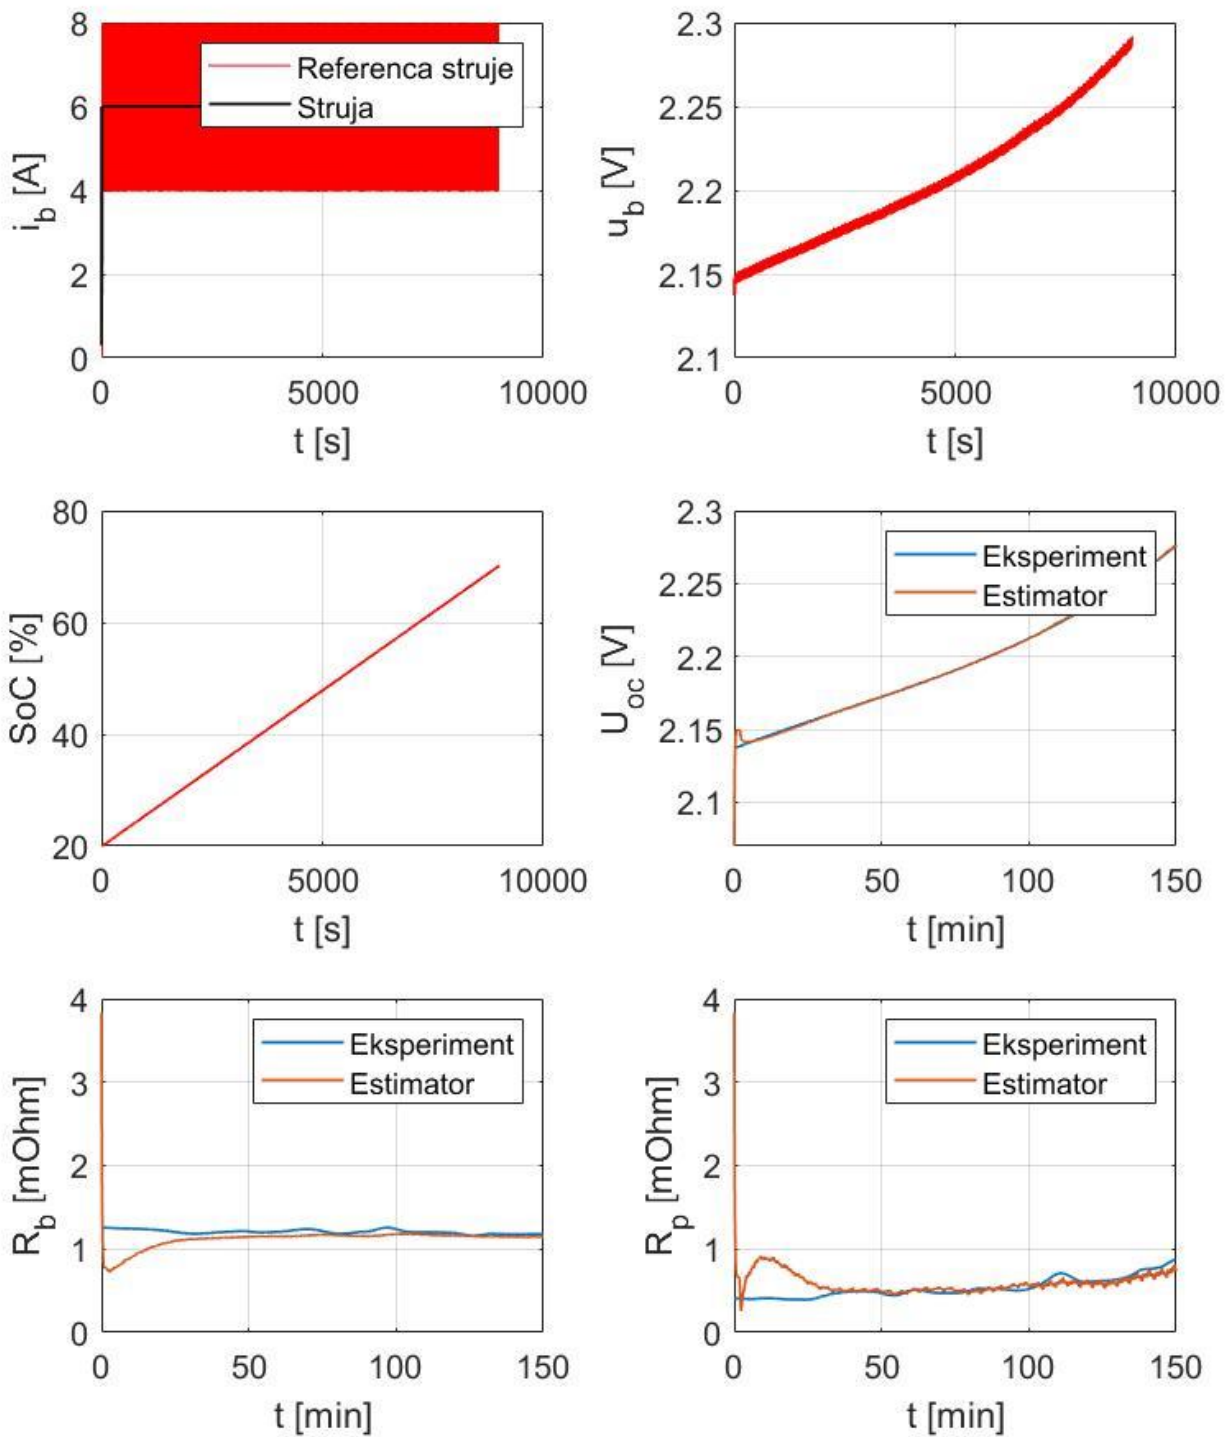 8
6
4
2
0
i_b [A]
Referenca struje
Struja
0
5000
10000
t [s]
2.3
2.25
2.2
2.15
2.1
u_b [V]
0
5000
10000
t [s]
80
60
40
20
SoC [%]
0
5000
10000
t [s]
2.3
2.25
2.2
2.15
2.1
U_oc [V]
Eksperiment
Estimator
0
50
100
150
t [min]
4
3
2
1
0
R_b [mOhm]
Eksperiment
Estimator
0
50
100
150
t [min]
4
3
2
1
0
R_p [mOhm]
Eksperiment
Estimator
0
50
100
150
t [min]